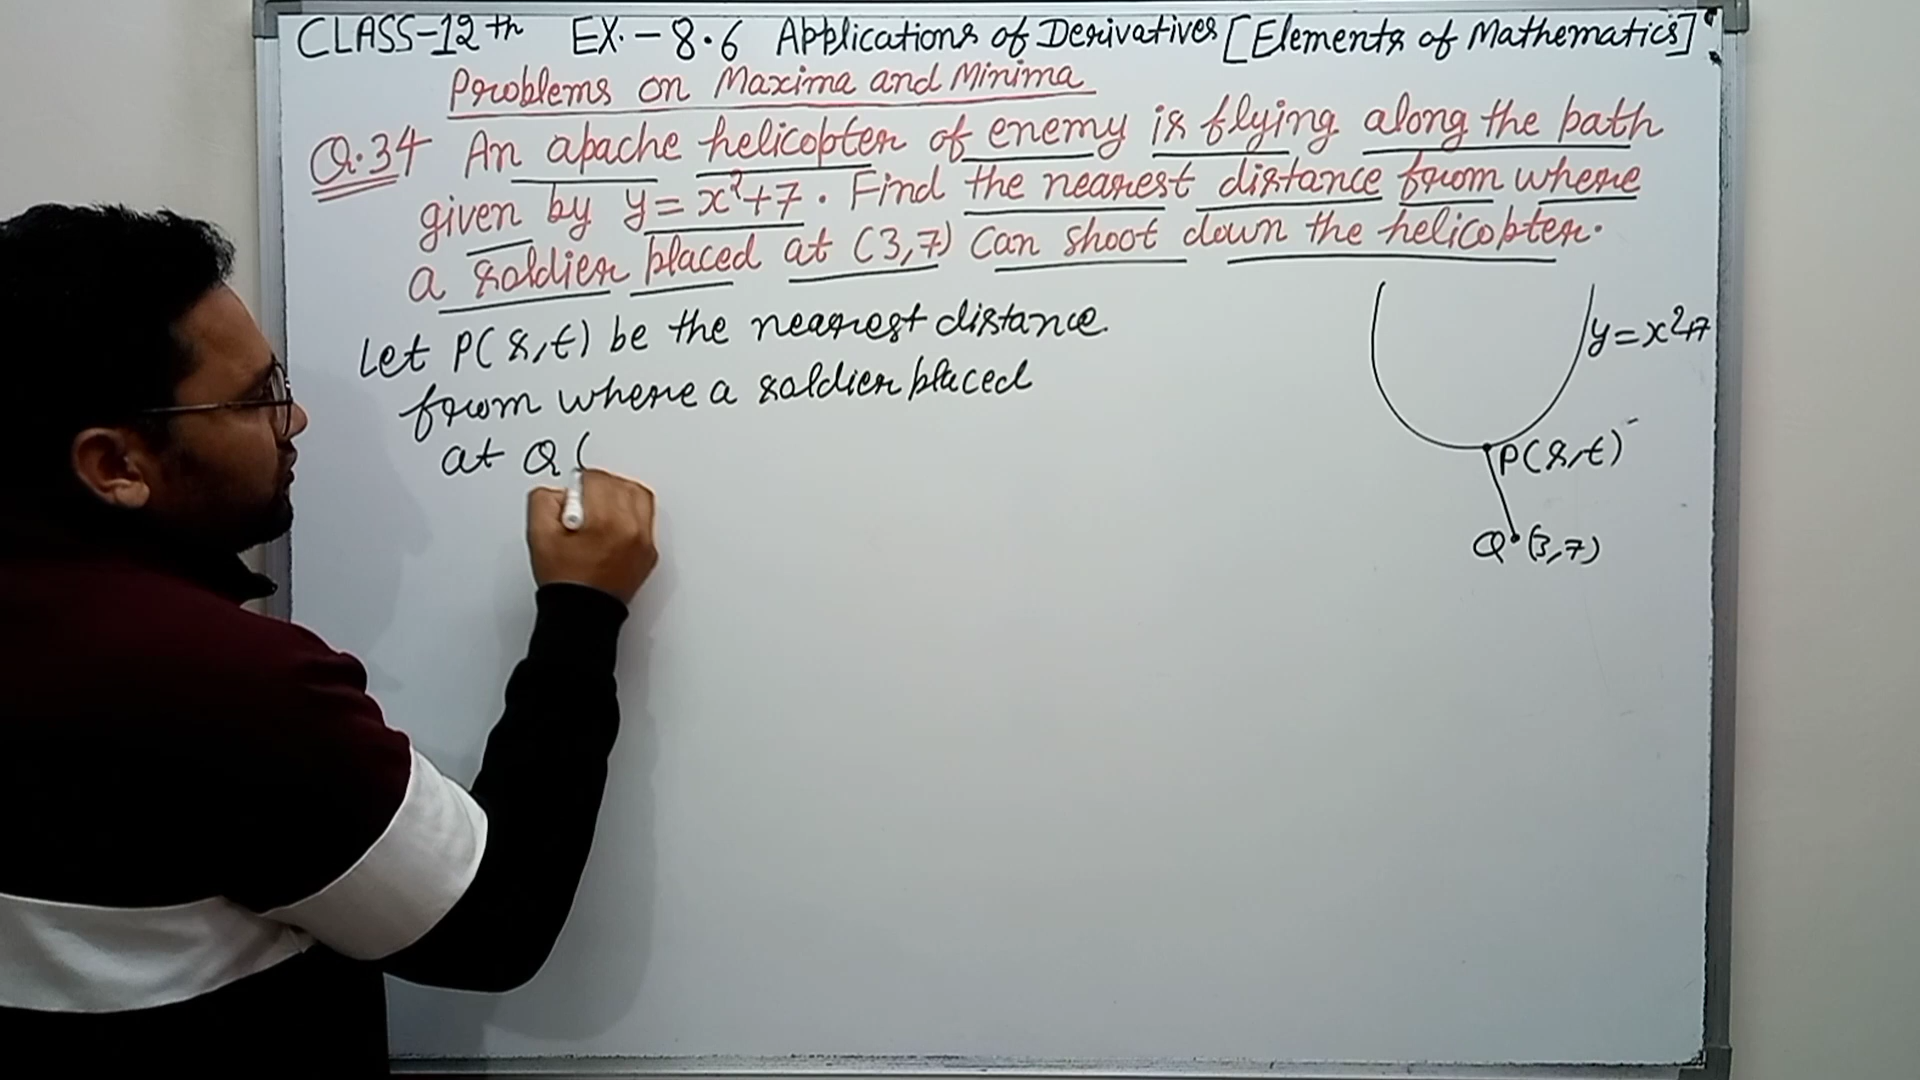 CLASS-12th EX.-8.6 Applications of Derivatives [Elements of Mathematics]
Problems on Maxima and Minima
Q.34 An apache helicopter of enemy is flying along the path
given by y=x²+7. Find the nearest distance from where
a soldier placed at (3,7) can shoot down the helicopter.
Let P(s,t) be the nearest distance.
from where a soldier placed
at Q(
y=x²+7
P(s,t)
Q (3,7)